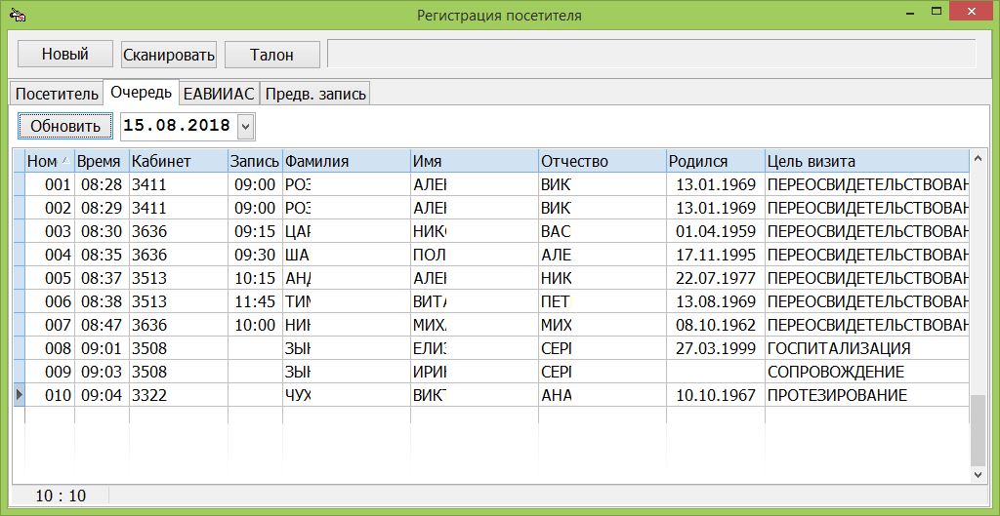 Регистрация посетителя
Новый Сканировать Талон
Посетитель Очередь ЕАВИИАС Предв. запись
Обновить 15.08.2018
Ном Время Кабинет Запись Фамилия Имя Отчество Родился Цель визита
001 08:28 3411 09:00 РОЗ АЛЕ ВИК 13.01.1969 ПЕРЕОСВИДЕТЕЛЬСТВОВАН
002 08:29 3411 09:00 РОЗ АЛЕ ВИК 13.01.1969 ПЕРЕОСВИДЕТЕЛЬСТВОВАН
003 08:30 3636 09:15 ЦАР НИК ВАС 01.04.1959 ПЕРЕОСВИДЕТЕЛЬСТВОВАН
004 08:35 3636 09:30 ША ПОЛ АЛЕ 17.11.1995 ПЕРЕОСВИДЕТЕЛЬСТВОВАН
005 08:37 3513 10:15 АНД АЛЕ НИК 22.07.1977 ПЕРЕОСВИДЕТЕЛЬСТВОВАН
006 08:38 3513 11:45 ТИМ ВИТ ПЕТ 13.08.1969 ПЕРЕОСВИДЕТЕЛЬСТВОВАН
007 08:47 3636 10:00 НИ МИХ МИХ 08.10.1962 ПЕРЕОСВИДЕТЕЛЬСТВОВАН
008 09:01 3508 ЗЫ ЕЛИЗ СЕР 27.03.1999 ГОСПИТАЛИЗАЦИЯ
009 09:03 3508 ЗЫ ИРИ СЕР СОПРОВОЖДЕНИЕ
010 09:04 3322 ЧУХ ВИКТ АНА 10.10.1967 ПРОТЕЗИРОВАНИЕ
10 : 10